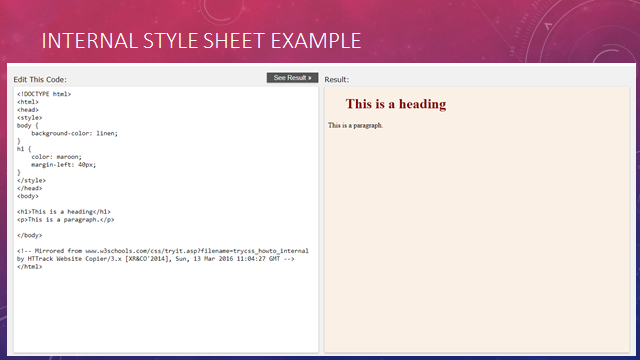 INTERNAL STYLE SHEET EXAMPLE
Edit This Code:
See Result »
Result:
<!DOCTYPE html>
<html>
<head>
<style>
body {
    background-color: linen;
}
h1 {
    color: maroon;
    margin-left: 40px;
}
</style>
</head>
<body>

<h1>This is a heading</h1>
<p>This is a paragraph.</p>

</body>

<!-- Mirrored from www.w3schools.com/css/tryit.asp?filename=trycss_howto_internal
by HTTrack Website Copier/3.x [XR&CO'2014], Sun, 13 Mar 2016 11:04:27 GMT -->
</html>
This is a heading
This is a paragraph.